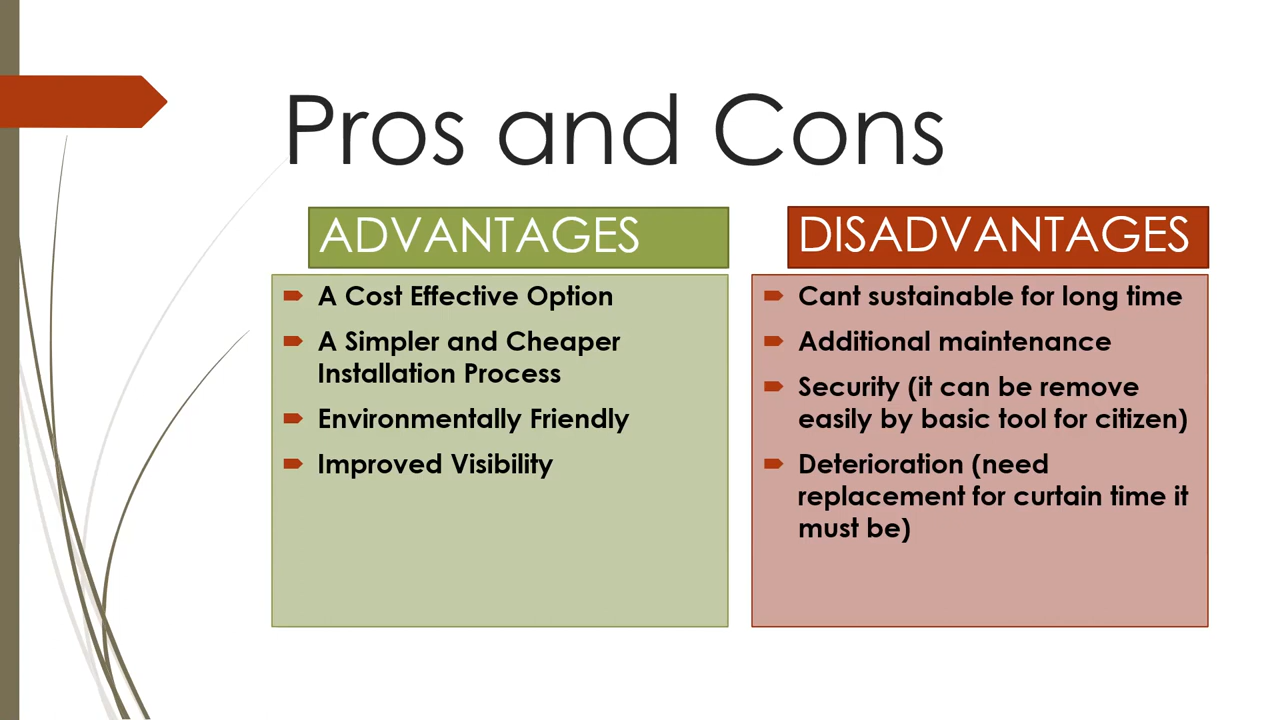 Pros and Cons
ADVANTAGES
A Cost Effective Option
A Simpler and Cheaper
Installation Process
Environmentally Friendly
Improved Visibility
DISADVANTAGES
Cant sustainable for long time
Additional maintenance
Security (it can be remove
easily by basic tool for citizen)
Deterioration (need
replacement for curtain time it
must be)